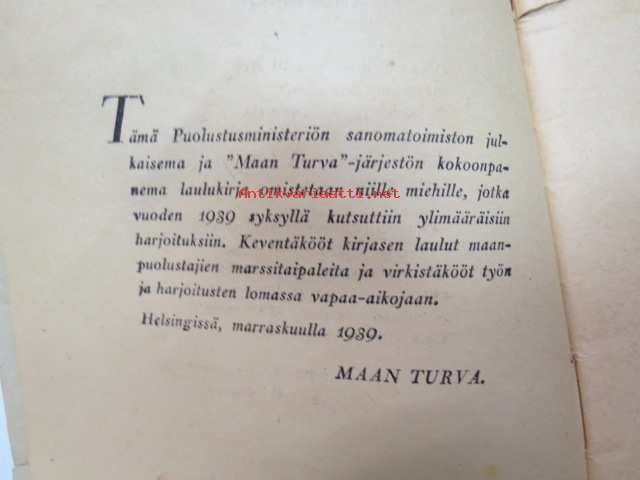 Tämä Puolustusministeriön sanomatoimiston jul-
kaisema ja "Maan Turva"-järjestön kokoonpa-
nema laulukirja omistetaan niille miehille, jotka
Antikvariaatti.net
vuoden 1939 syksyllä kutsuttiin ylimääräisiin
harjoituksiin. Keventäkööt kirjasen laulut maan-
puolustajien marssitaipaleita ja virkistäkööt työn
ja harjoitusten lomassa vapaa-aikojaan.
Helsingissä, marraskuulla 1939.
MAAN TURVA.